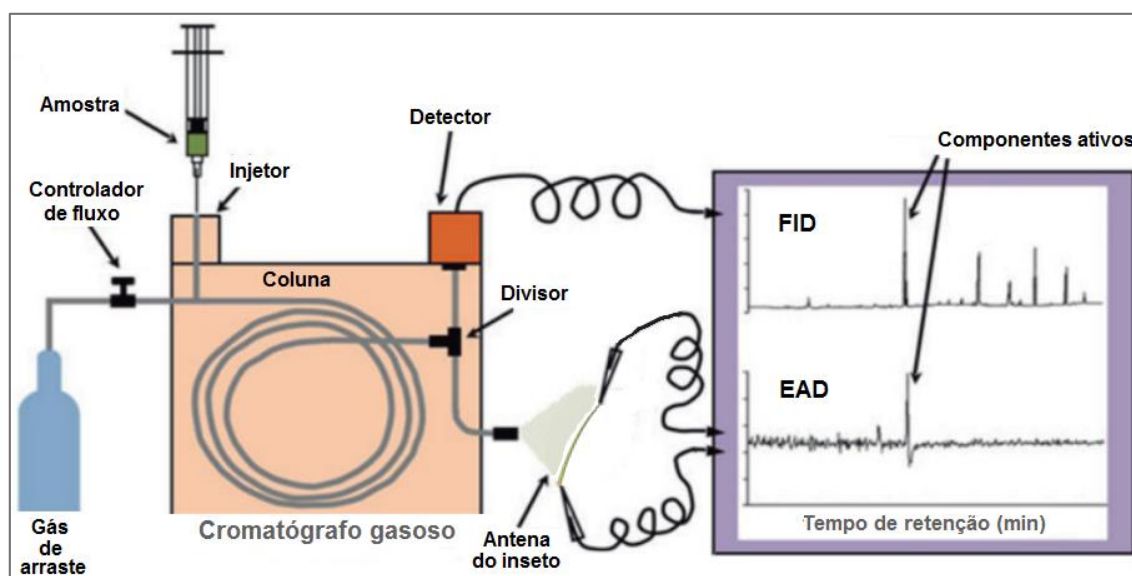 Amostra
Controlador
de fluxo
Injetor
Detector
Coluna
Divisor
Componentes ativos
FID
EAD
Tempo de retenção (min)
Gás
de
arraste
Cromatógrafo gasoso
Antena
do inseto